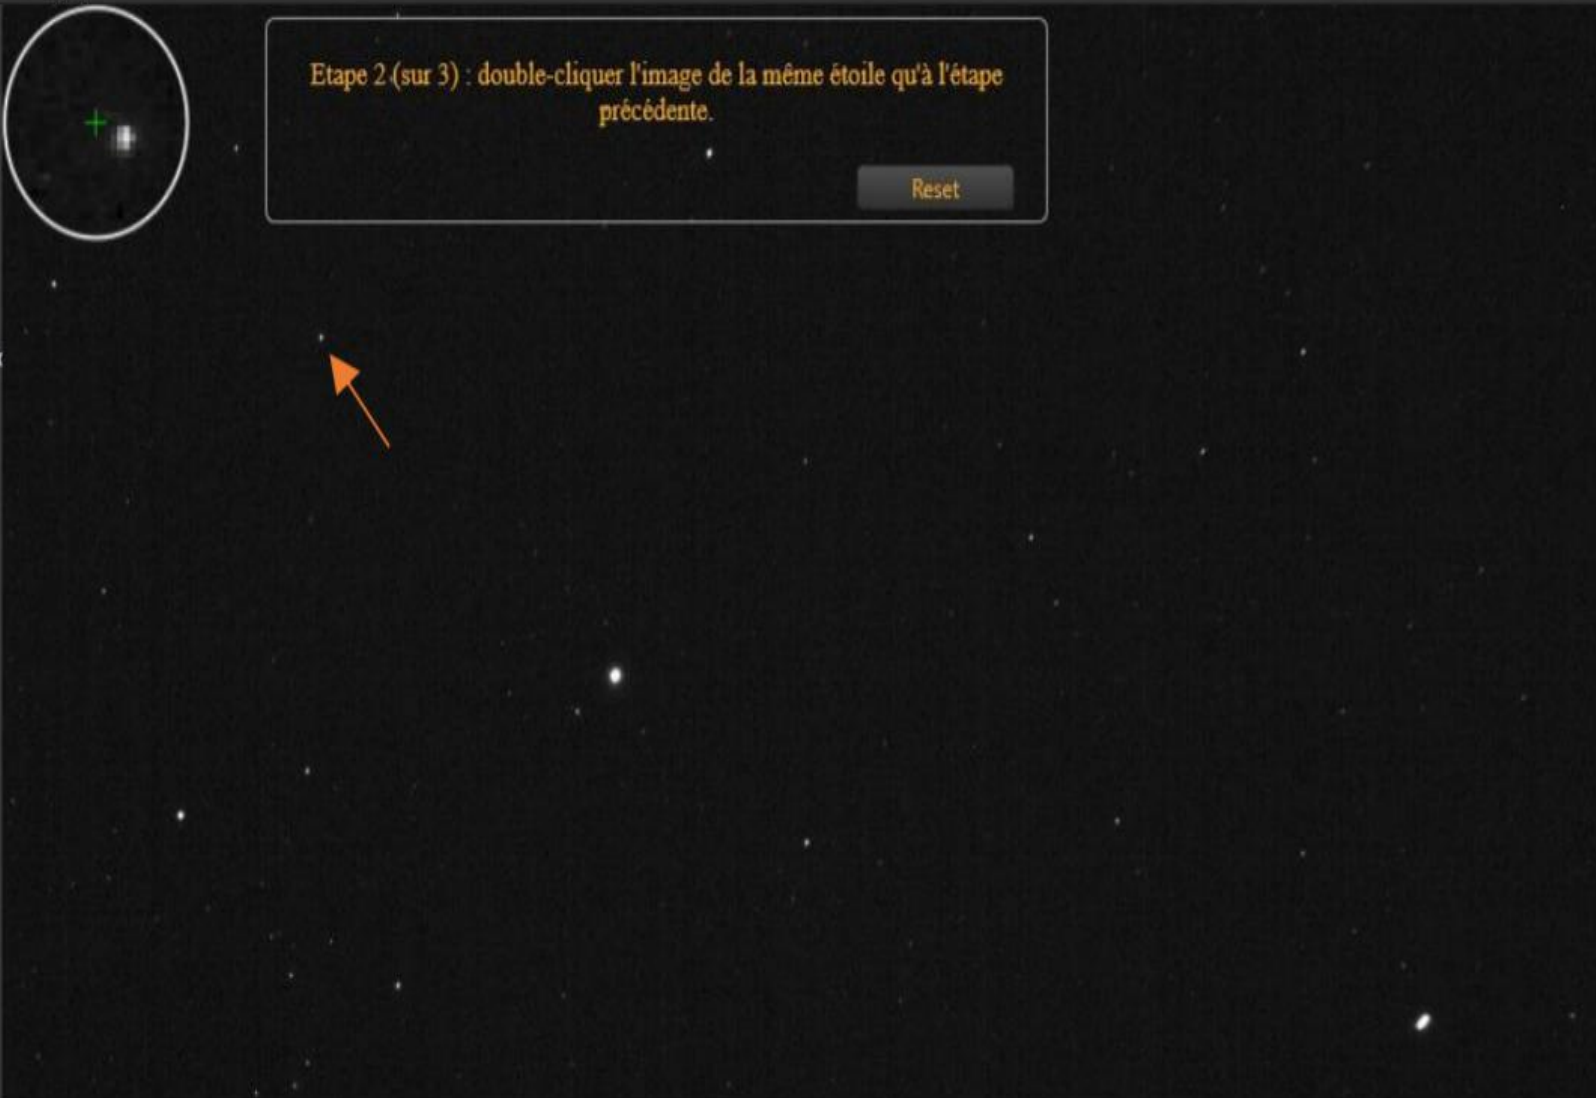 Etape 2 (sur 3) : double-cliquer l'image de la même étoile qu'à l'étape
précédente.
Reset